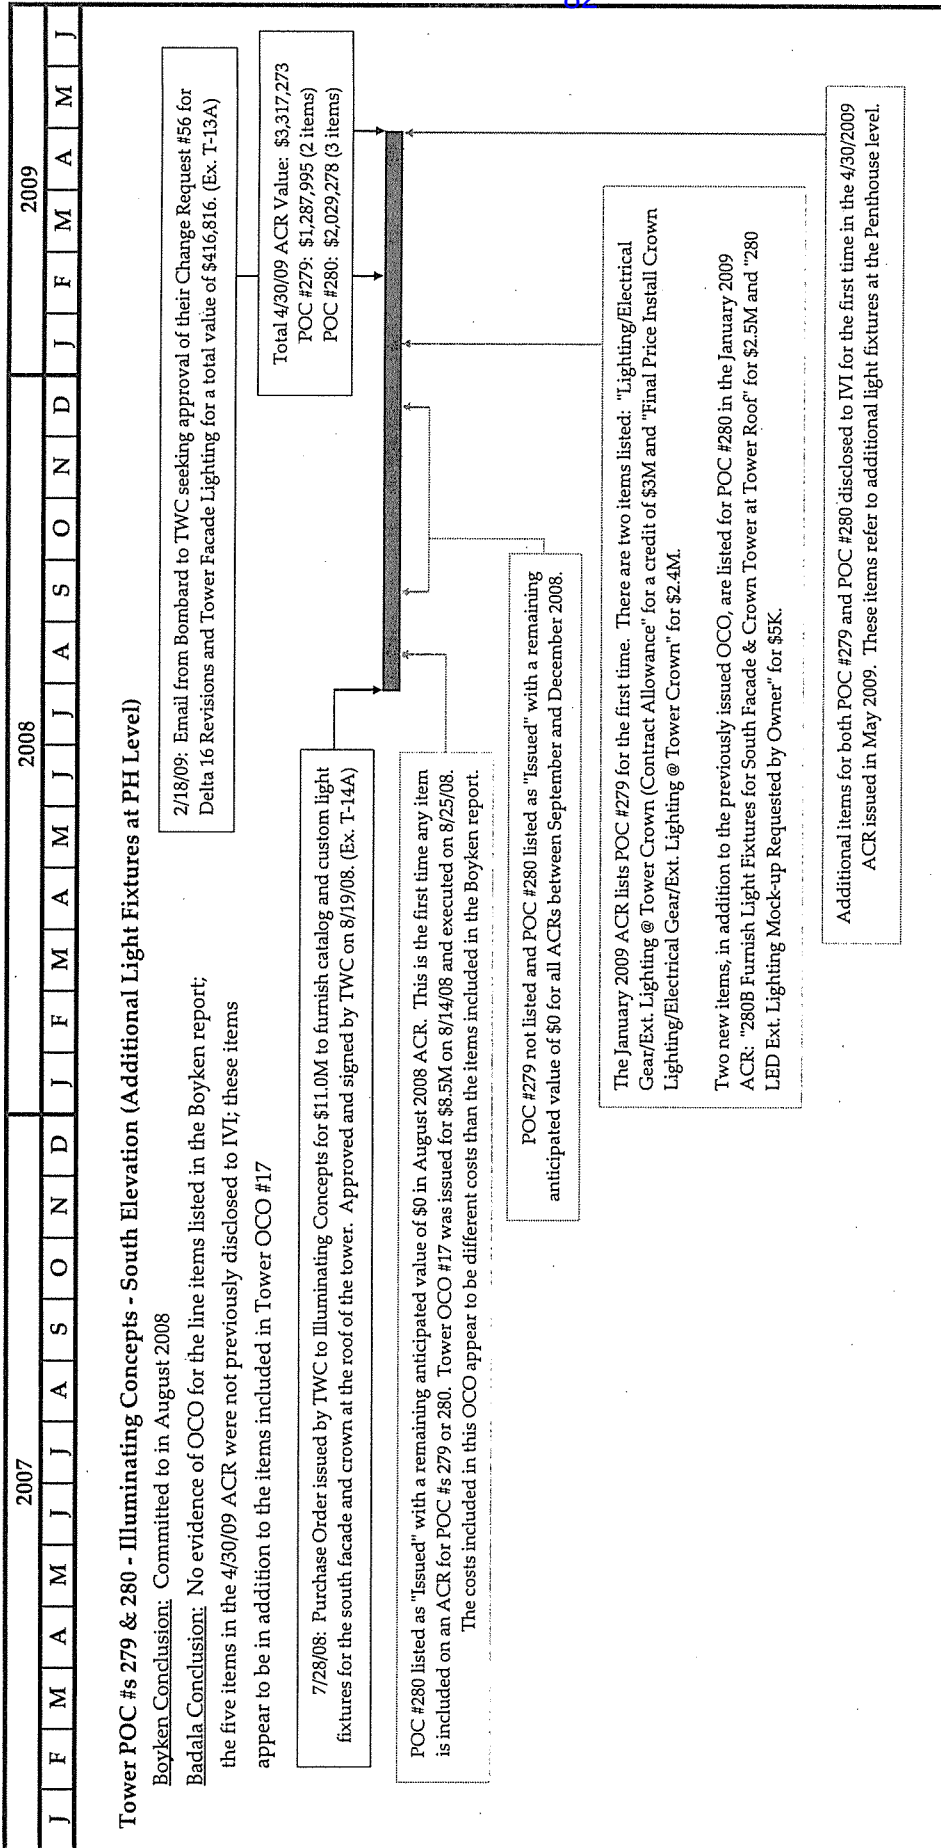 2007 2008 2009
J F M A M J J A S O N D J F M A M J J A S O N D J F M A M J
Tower POC #s 279 & 280 - Illuminating Concepts - South Elevation (Additional Light Fixtures at PH Level)
Boyken Conclusion: Committed to in August 2008
Badala Conclusion: No evidence of OCO for the line items listed in the Boyken report;
the five items in the 4/30/09 ACR were not previously disclosed to IVI; these items
appear to be in addition to the items included in Tower OCO #17
2/18/09: Email from Bombard to TWC seeking approval of their Change Request #56 for
Delta 16 Revisions and Tower Facade Lighting for a total value of $416,816. (Ex. T-13A)
Total 4/30/09 ACR Value: $3,317,273
POC #279: $1,287,995 (2 items)
POC #280: $2,029,278 (3 items)
7/28/08: Purchase Order issued by TWC to Illuminating Concepts for $11.0M to furnish catalog and custom light
fixtures for the south facade and crown at the roof of the tower. Approved and signed by TWC on 8/19/08. (Ex. T-14A)
POC #280 listed as "Issued" with a remaining anticipated value of $0 in August 2008 ACR. This is the first time any item
is included on an ACR for POC #s 279 or 280. Tower OCO #17 was issued for $8.5M on 8/14/08 and executed on 8/25/08.
The costs included in this OCO appear to be different costs than the items included in the Boyken report.
POC #279 not listed and POC #280 listed as "Issued" with a remaining
anticipated value of $0 for all ACRs between September and December 2008.
The January 2009 ACR lists POC #279 for the first time. There are two items listed: "Lighting/Electrical
Gear/Ext. Lighting @ Tower Crown (Contract Allowance" for a credit of $3M and "Final Price Install Crown
Lighting/Electrical Gear/Ext. Lighting @ Tower Crown" for $2.4M.
Two new items, in addition to the previously issued OCO, are listed for POC #280 in the January 2009
ACR: "280B Furnish Light Fixtures for South Facade & Crown Tower at Tower Roof" for $2.5M and "280
LED Ext. Lighting Mock-up Requested by Owner" for $5K.
Additional items for both POC #279 and POC #280 disclosed to IVI for the first time in the 4/30/2009
ACR issued in May 2009. These items refer to additional light fixtures at the Penthouse level.